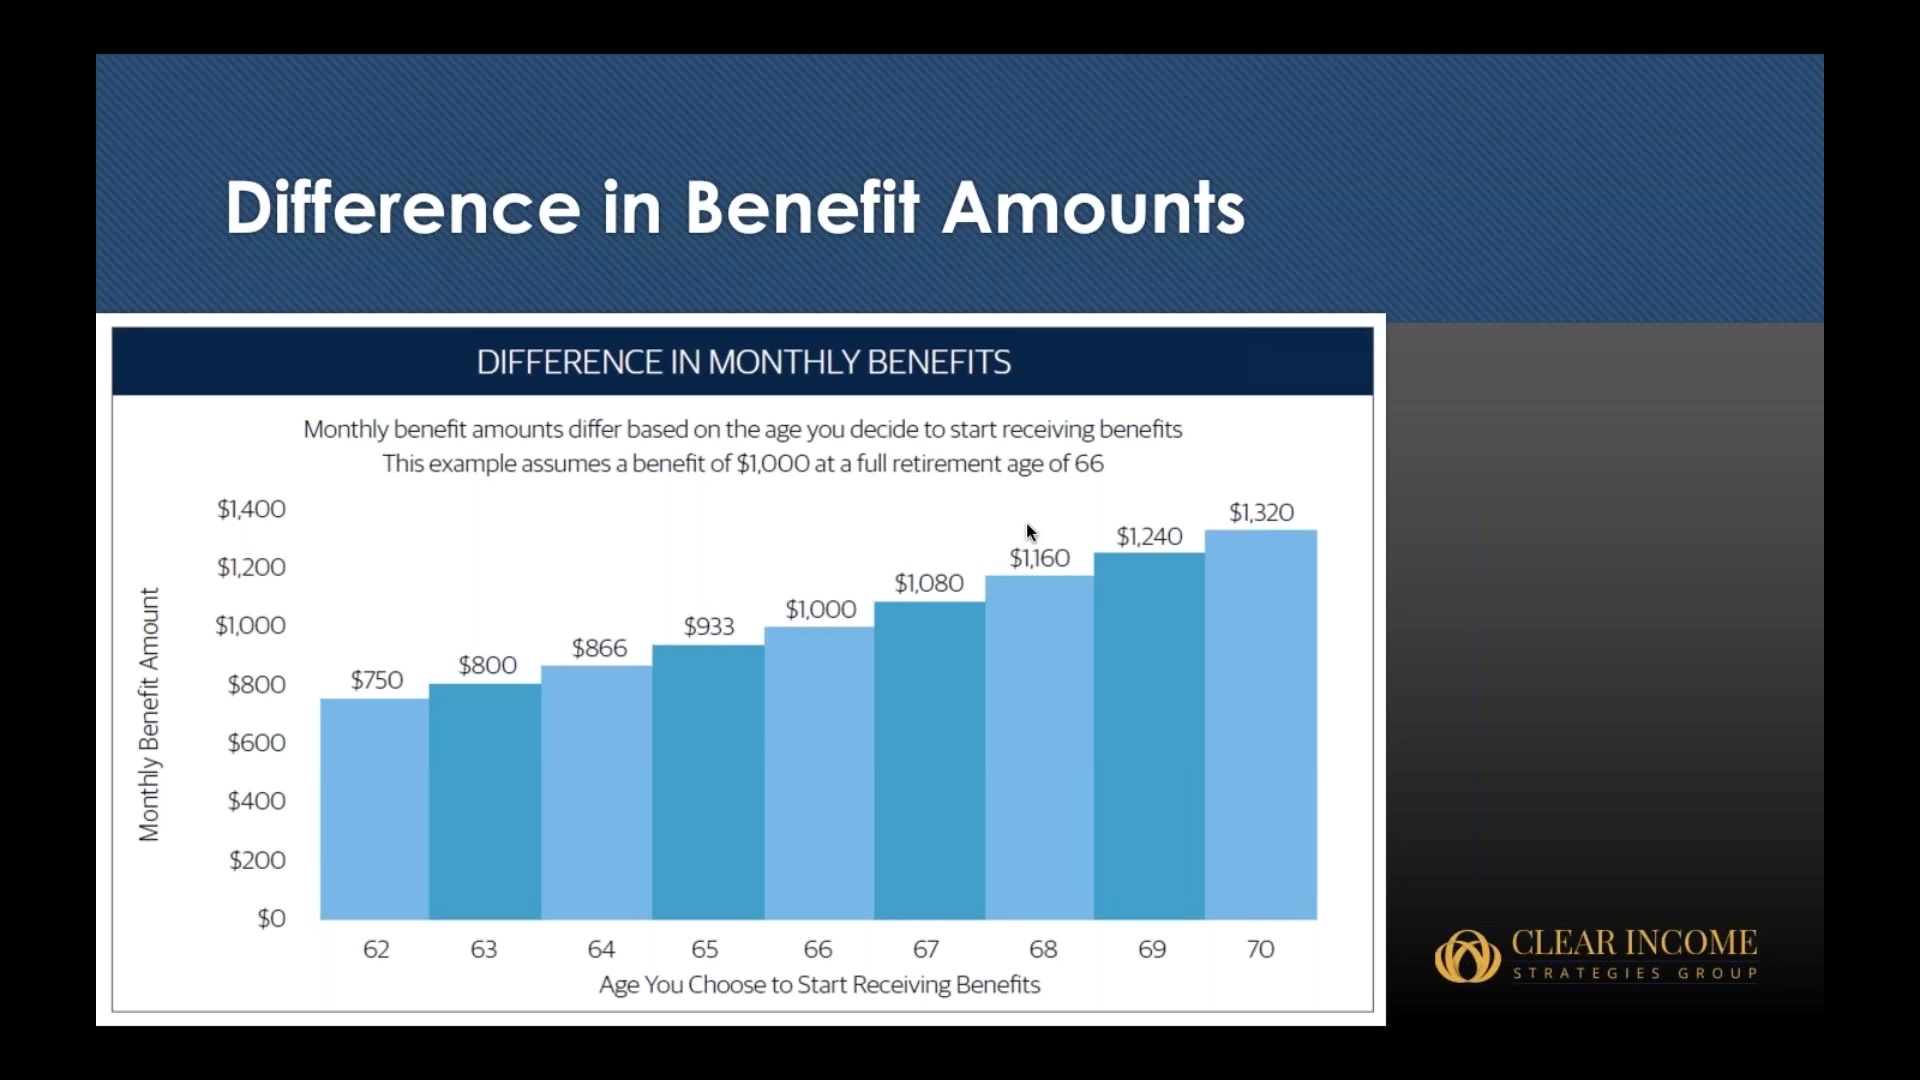 Difference in Benefit Amounts
DIFFERENCE IN MONTHLY BENEFITS
Monthly benefit amounts differ based on the age you decide to start receiving benefits
This example assumes a benefit of $1,000 at a full retirement age of 66
Monthly Benefit Amount
$1,400
$1,200
$1,000
$800
$600
$400
$200
$0
$750
$800
$866
$933
$1,000
$1,080
$1,160
$1,240
$1,320
62 63 64 65 66 67 68 69 70
Age You Choose to Start Receiving Benefits
CLEAR INCOME
STRATEGIES GROUP